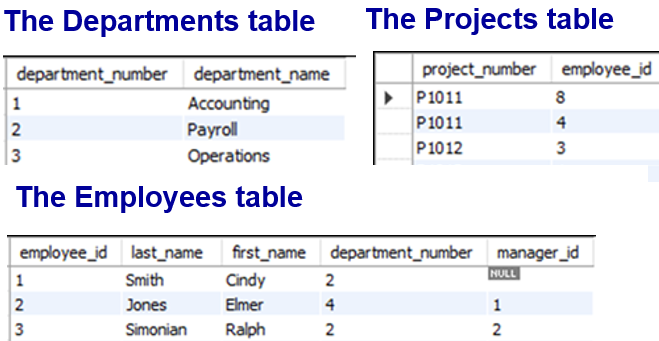 The Departments table
department_number department_name
1 Accounting
2 Payroll
3 Operations
The Projects table
project_number employee_id
P1011 8
P1011 4
P1012 3
The Employees table
employee_id last_name first_name department_number manager_id
1 Smith Cindy 2 NULL
2 Jones Elmer 4 1
3 Simonian Ralph 2 2